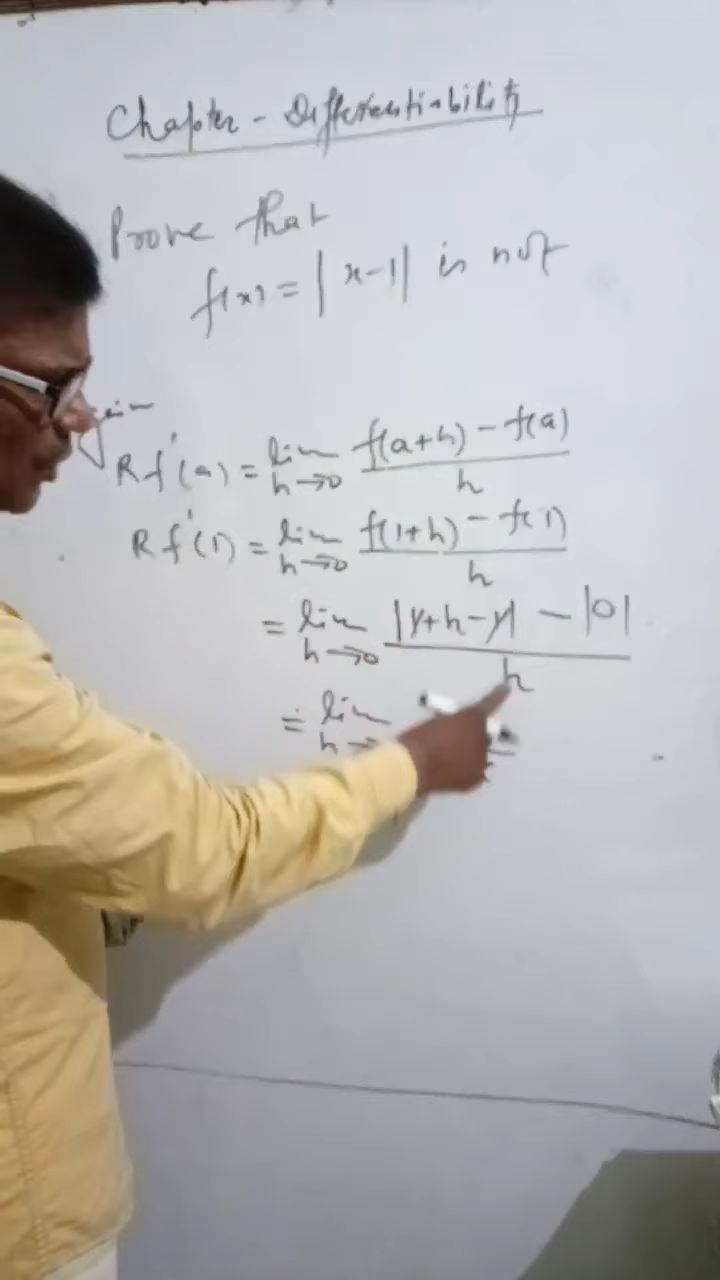 Chapter - Differentiability
Prove that
f(x) = |x-1| is not
Rf'(a) = lim h→0 f(a+h) - f(a) / h
Rf'(1) = lim h→0 f(1+h) - f(1) / h
= lim h→0 |1+h-1| - |0| / h
= lim h→